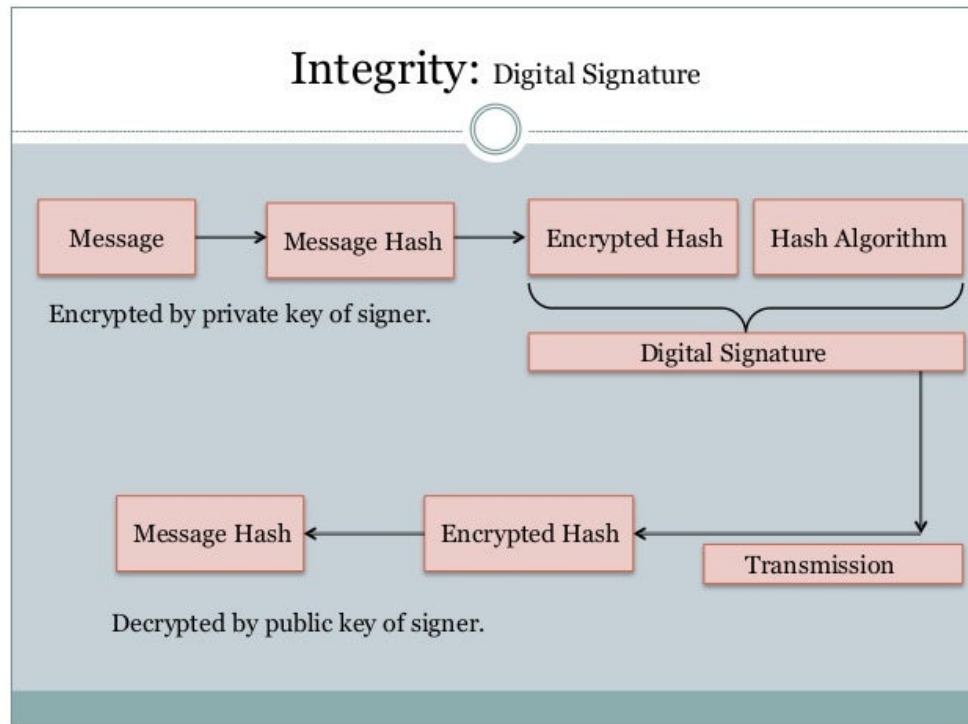 Integrity: Digital Signature
Message
Message Hash
Encrypted Hash
Hash Algorithm
Encrypted by private key of signer.
Digital Signature
Message Hash
Encrypted Hash
Transmission
Decrypted by public key of signer.